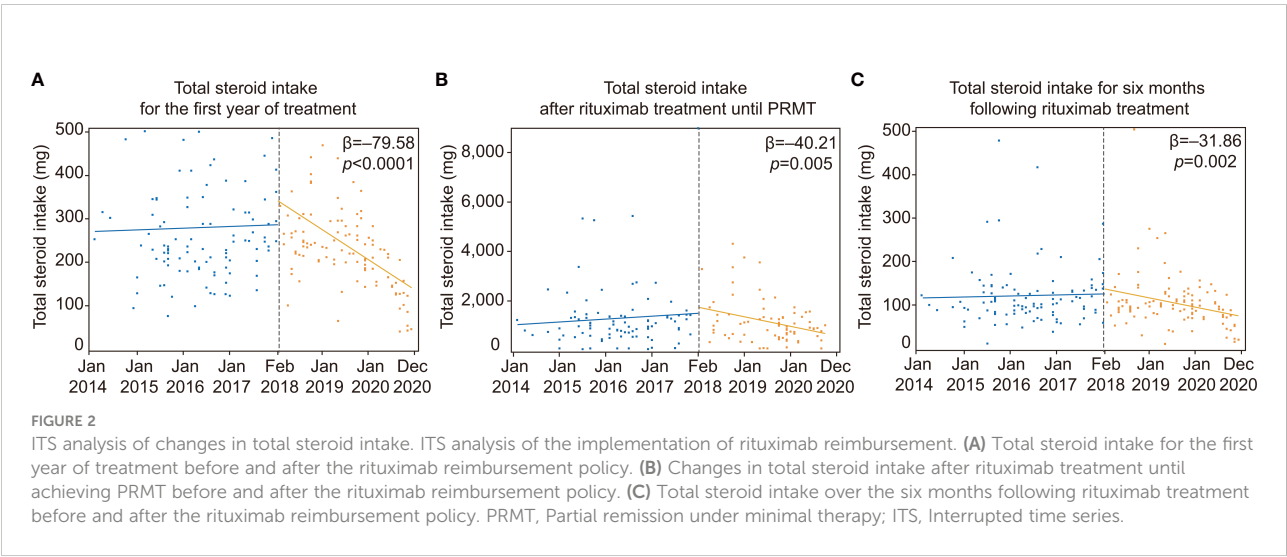 A
Total steroid intake
for the first year of treatment
Total steroid intake (mg)
500
400
300
200
100
0
β=–79.58
p<0.0001
Jan Jan Jan Jan Feb Jan Jan Dec
2014 2015 2016 2017 2018 2019 2020 2020
B
Total steroid intake
after rituximab treatment until PRMT
Total steroid intake (mg)
8,000
6,000
4,000
2,000
0
β=–40.21
p=0.005
Jan Jan Jan Jan Feb Jan Jan Dec
2014 2015 2016 2017 2018 2019 2020 2020
C
Total steroid intake for six months
following rituximab treatment
Total steroid intake (mg)
500
400
300
200
100
0
β=–31.86
p=0.002
Jan Jan Jan Jan Feb Jan Jan Dec
2014 2015 2016 2017 2018 2019 2020 2020
FIGURE 2
ITS analysis of changes in total steroid intake. ITS analysis of the implementation of rituximab reimbursement. (A) Total steroid intake for the first
year of treatment before and after the rituximab reimbursement policy. (B) Changes in total steroid intake after rituximab treatment until
achieving PRMT before and after the rituximab reimbursement policy. (C) Total steroid intake over the six months following rituximab treatment
before and after the rituximab reimbursement policy. PRMT, Partial remission under minimal therapy; ITS, Interrupted time series.